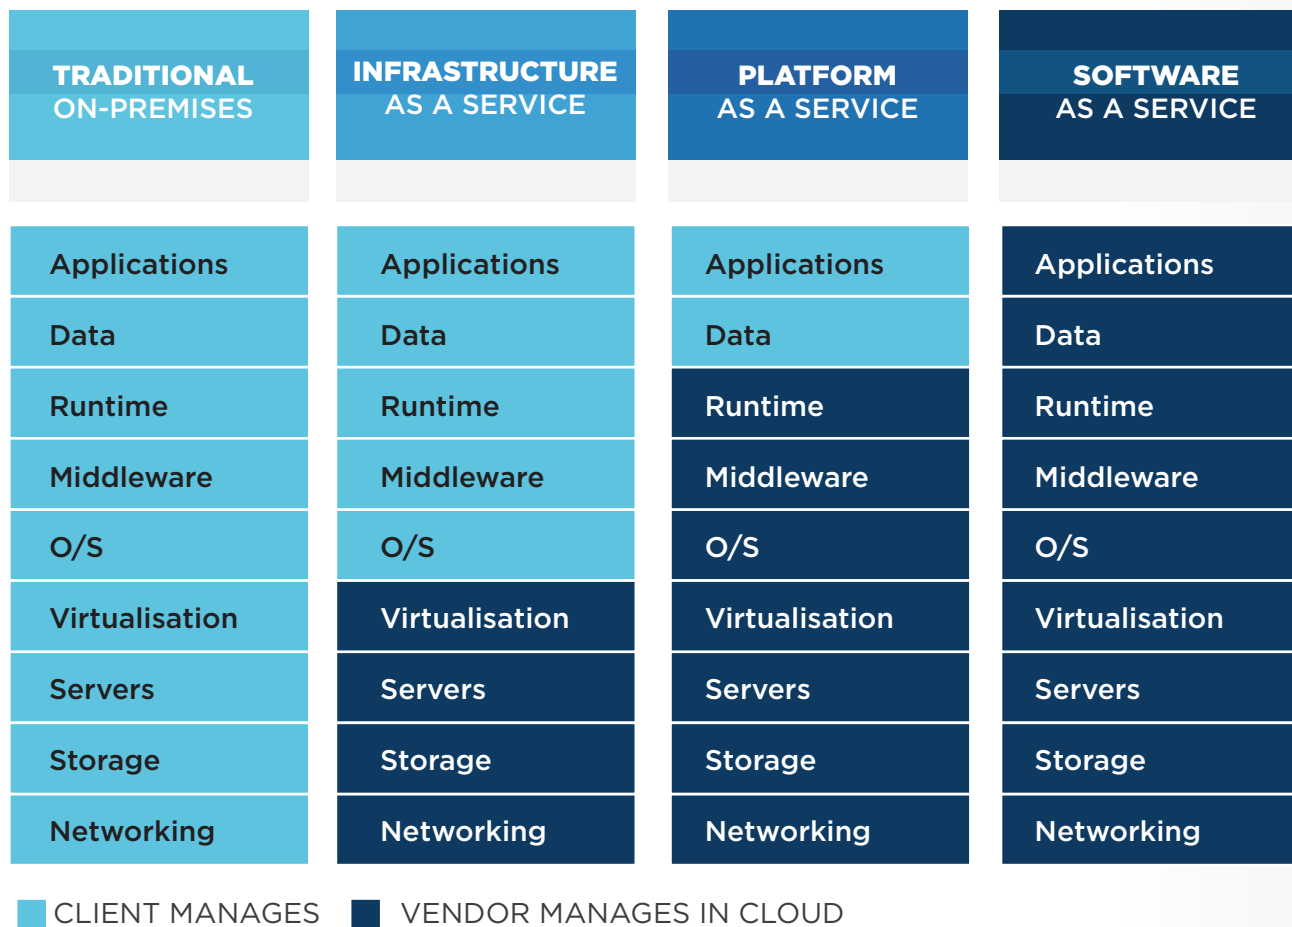 TRADITIONAL
ON-PREMISES
INFRASTRUCTURE
AS A SERVICE
PLATFORM
AS A SERVICE
SOFTWARE
AS A SERVICE
Applications
Data
Runtime
Middleware
O/S
Virtualisation
Servers
Storage
Networking
Applications
Data
Runtime
Middleware
O/S
Virtualisation
Servers
Storage
Networking
Applications
Data
Runtime
Middleware
O/S
Virtualisation
Servers
Storage
Networking
Applications
Data
Runtime
Middleware
O/S
Virtualisation
Servers
Storage
Networking
CLIENT MANAGES
VENDOR MANAGES IN CLOUD